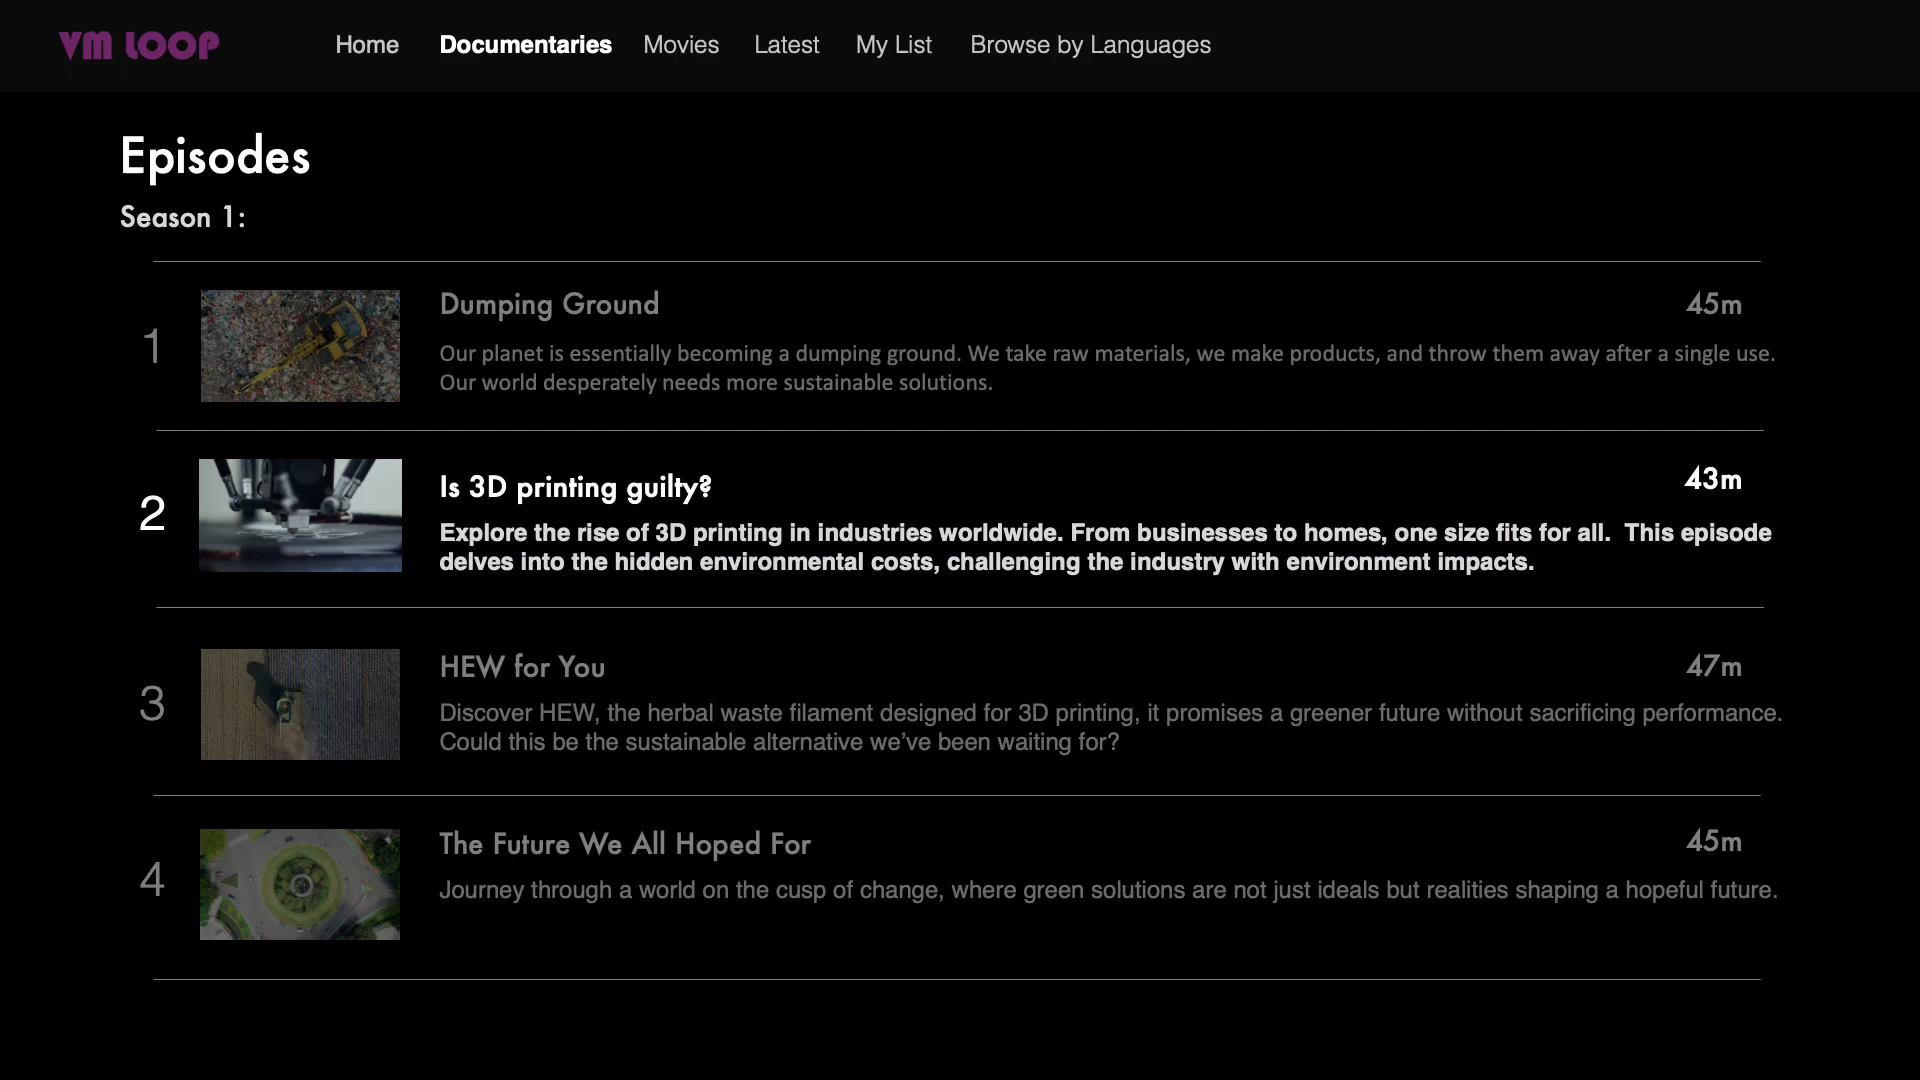 VM LOOP
Home Documentaries Movies Latest My List Browse by Languages
Episodes
Season 1:
1
Dumping Ground 45m
Our planet is essentially becoming a dumping ground. We take raw materials, we make products, and throw them away after a single use.
Our world desperately needs more sustainable solutions.
2
Is 3D printing guilty? 43m
Explore the rise of 3D printing in industries worldwide. From businesses to homes, one size fits for all. This episode
delves into the hidden environmental costs, challenging the industry with environment impacts.
3
HEW for You 47m
Discover HEW, the herbal waste filament designed for 3D printing, it promises a greener future without sacrificing performance.
Could this be the sustainable alternative we’ve been waiting for?
4
The Future We All Hoped For 45m
Journey through a world on the cusp of change, where green solutions are not just ideals but realities shaping a hopeful future.